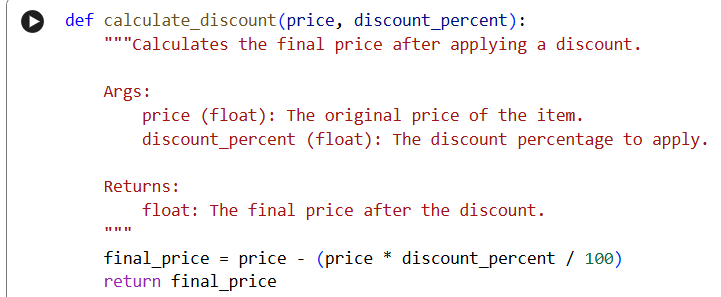 def calculate_discount(price, discount_percent):
    """Calculates the final price after applying a discount.

    Args:
        price (float): The original price of the item.
        discount_percent (float): The discount percentage to apply.

    Returns:
        float: The final price after the discount.
    """
    final_price = price - (price * discount_percent / 100)
    return final_price